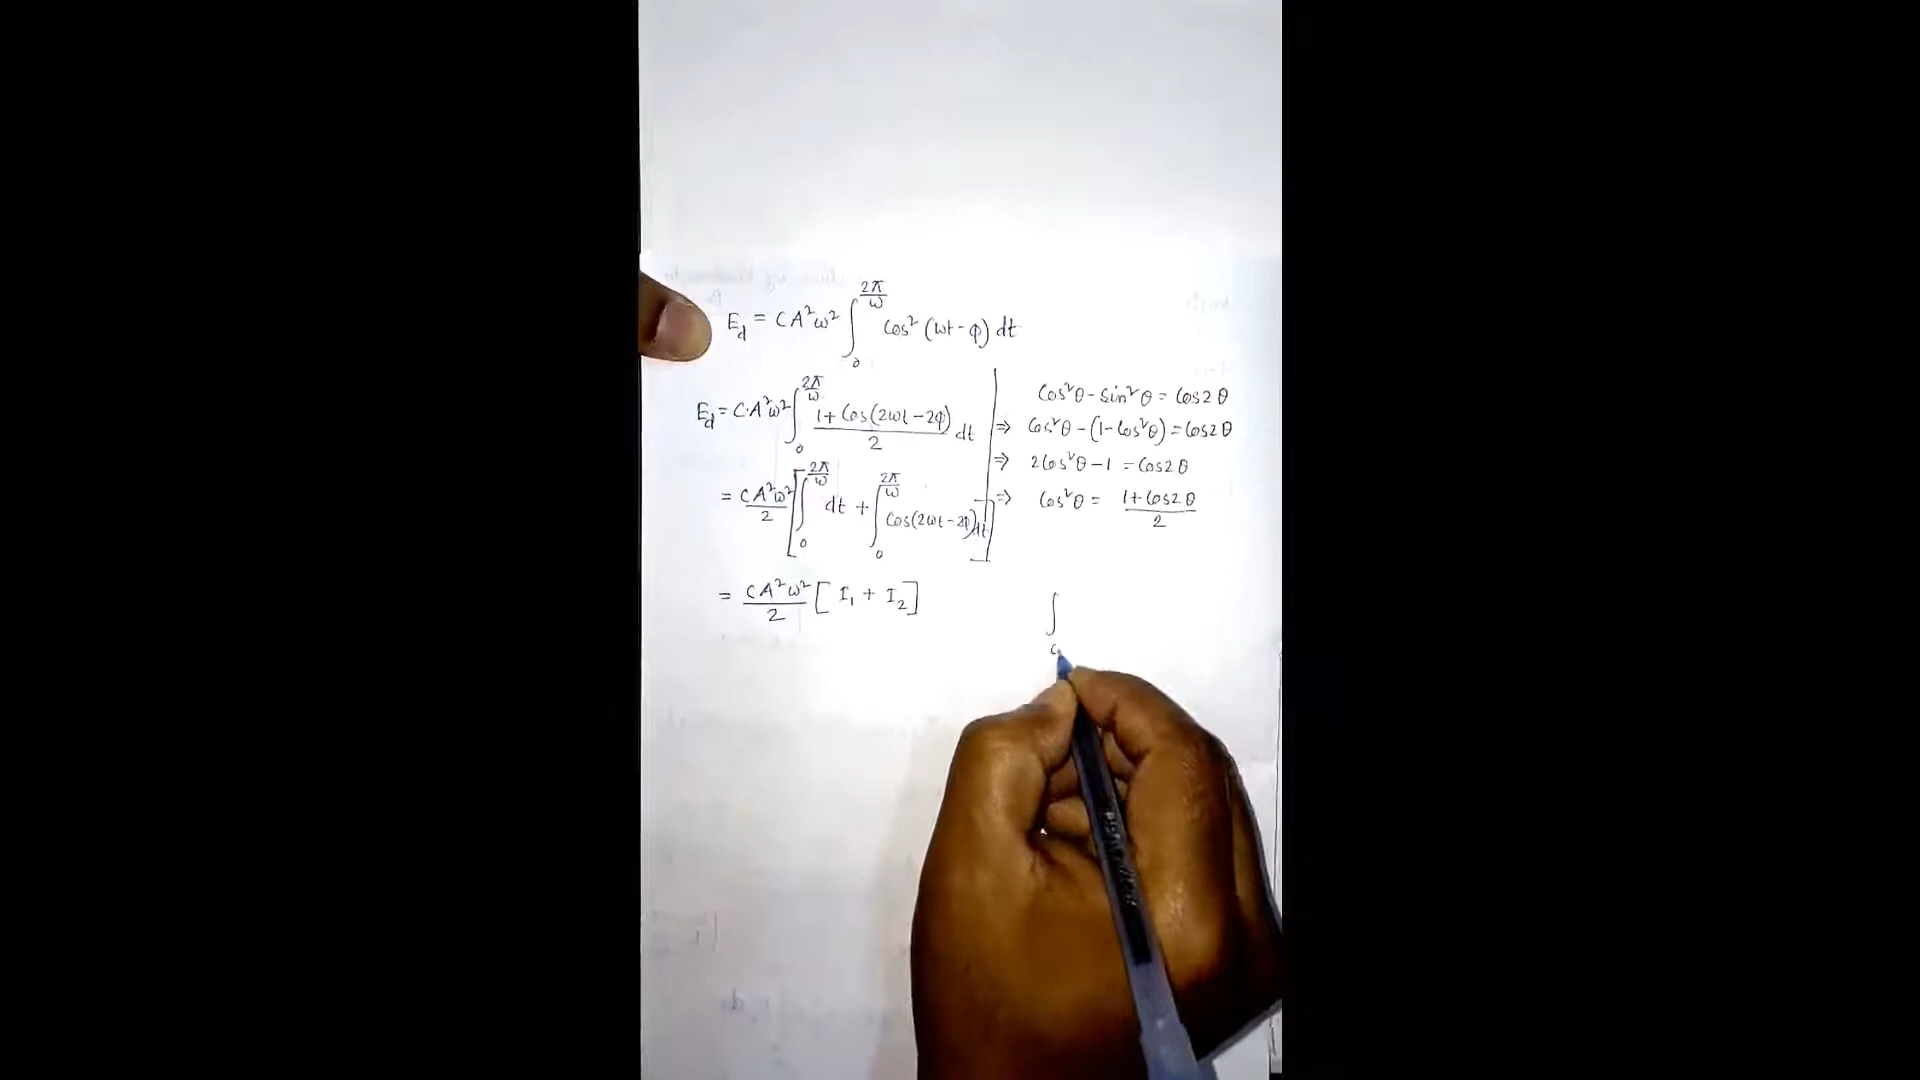 E_d = CA²ω² ∫₀^{2π/ω} Cos² (ωt - φ) dt
E_d = C·A²ω² ∫₀^{2π/ω} (1 + Cos(2ωt - 2φ))/2 dt
= CA²ω²/2 [ ∫₀^{2π/ω} dt + ∫₀^{2π/ω} Cos(2ωt - 2φ) dt ]
= CA²ω²/2 [ I₁ + I₂ ]
Cos²θ - Sin²θ = Cos2θ
⇒ Cos²θ - (1 - Cos²θ) = Cos2θ
⇒ 2Cos²θ - 1 = Cos2θ
⇒ Cos²θ = (1 + Cos2θ)/2
∫